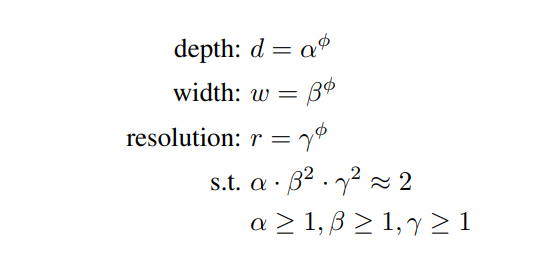 depth: d = α^ϕ
width: w = β^ϕ
resolution: r = γ^ϕ
s.t. α · β² · γ² ≈ 2
α ≥ 1, β ≥ 1, γ ≥ 1